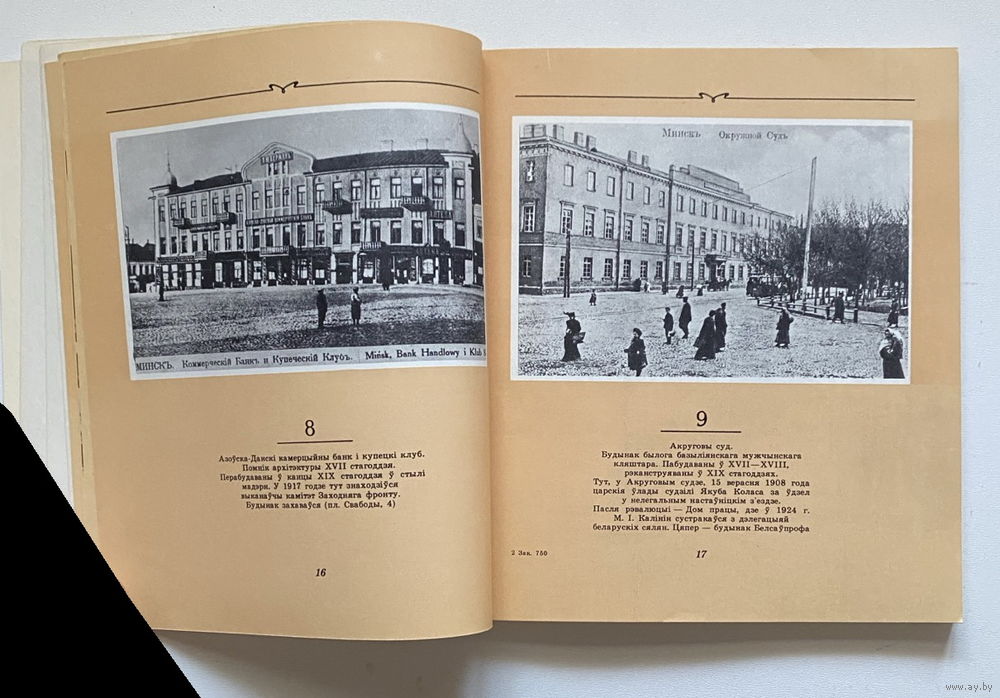 МИНСКЪ. Коммерческій Банкъ и Купеческій Клубъ. Mińsk, Bank Handlowy i Klub
8
Азоўска-Данскі камерцыйны банк і купецкі клуб.
Помнік архітэктуры XVII стагоддзя.
Перабудаваны ў канцы XIX стагоддзя ў стылі
мадэрн. У 1917 годзе тут знаходзіўся
выканаўчы камітэт Заходняга фронту.
Будынак захаваўся (пл. Свабоды, 4)
16
Минскъ Окружной Судъ
9
Акруговы суд.
Будынак былога базыліянскага мужчынскага
кляштара. Пабудаваны ў XVII—XVIII,
рэканструяваны ў XIX стагоддзях.
Тут, у Акруговым судзе, 15 верасня 1908 года
царскія ўлады судзілі Якуба Коласа за ўдзел
у нелегальным настаўніцкім з'ездзе.
Пасля рэвалюцыі — Дом працы, дзе ў 1924 г.
М. І. Калінін сустракаўся з дэлегацыяй
беларускіх сялян. Цяпер — будынак Белсаўпрофа
2 Зак. 750
17
www.ay.by